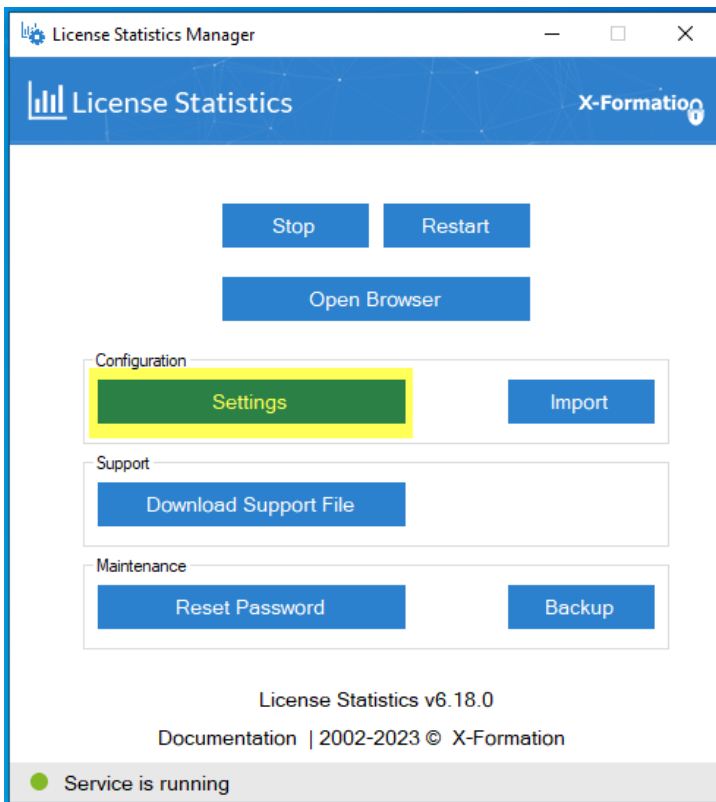 License Statistics Manager
License Statistics
X-Formation
Stop Restart
Open Browser
Configuration
Settings Import
Support
Download Support File
Maintenance
Reset Password Backup
License Statistics v6.18.0
Documentation | 2002-2023 © X-Formation
Service is running